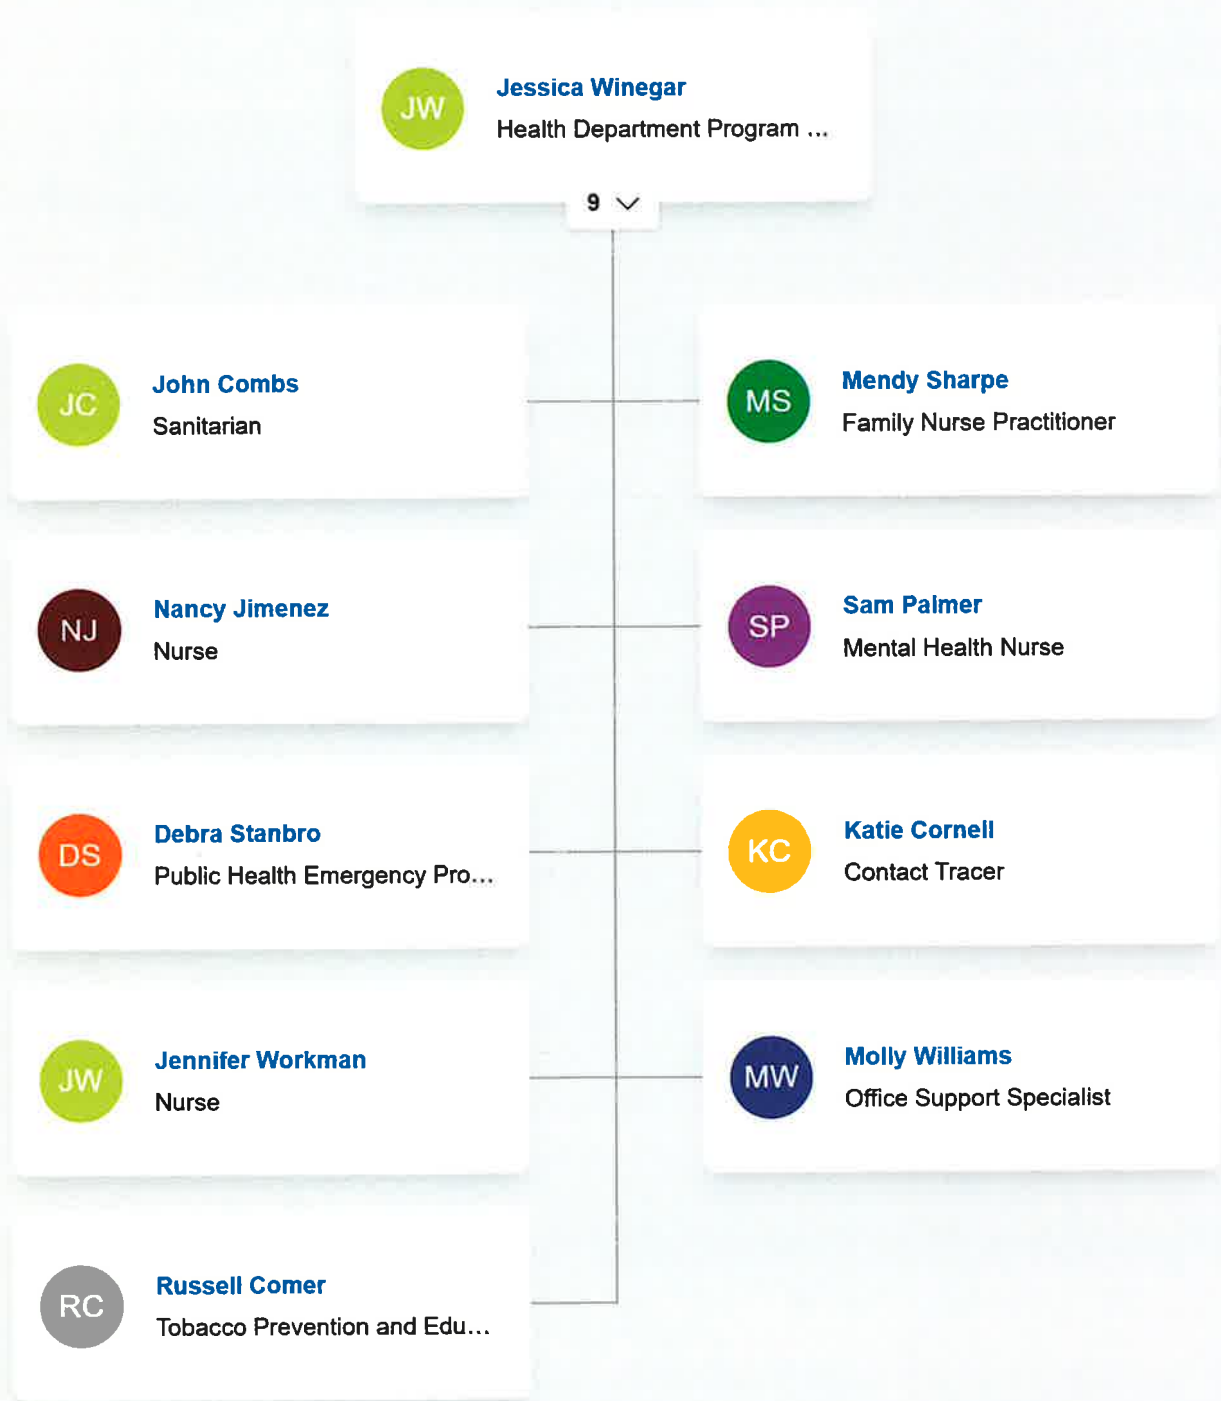 JW
Jessica Winegar
Health Department Program ...
9
JC
John Combs
Sanitarian
MS
Mendy Sharpe
Family Nurse Practitioner
NJ
Nancy Jimenez
Nurse
SP
Sam Palmer
Mental Health Nurse
DS
Debra Stanbro
Public Health Emergency Pro...
KC
Katie Cornell
Contact Tracer
JW
Jennifer Workman
Nurse
MW
Molly Williams
Office Support Specialist
RC
Russell Comer
Tobacco Prevention and Edu...